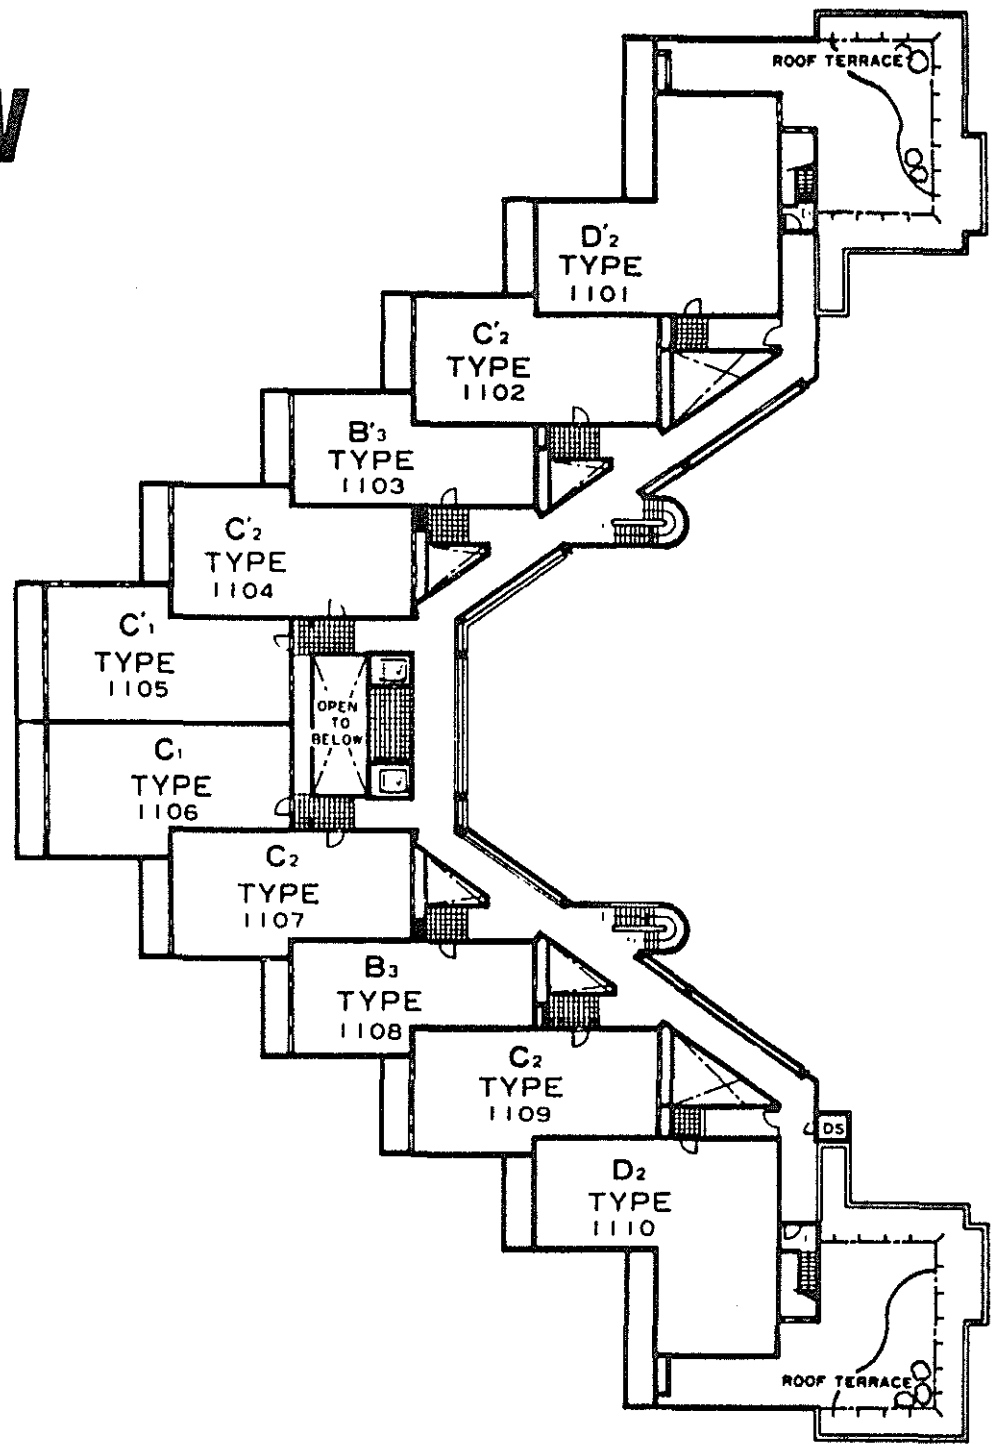 W
ROOF TERRACE
D'2
TYPE
1101
C'2
TYPE
1102
B'3
TYPE
1103
C'2
TYPE
1104
C'1
TYPE
1105
OPEN
TO
BELOW
C1
TYPE
1106
C2
TYPE
1107
B3
TYPE
1108
C2
TYPE
1109
DS
D2
TYPE
1110
ROOF TERRACE